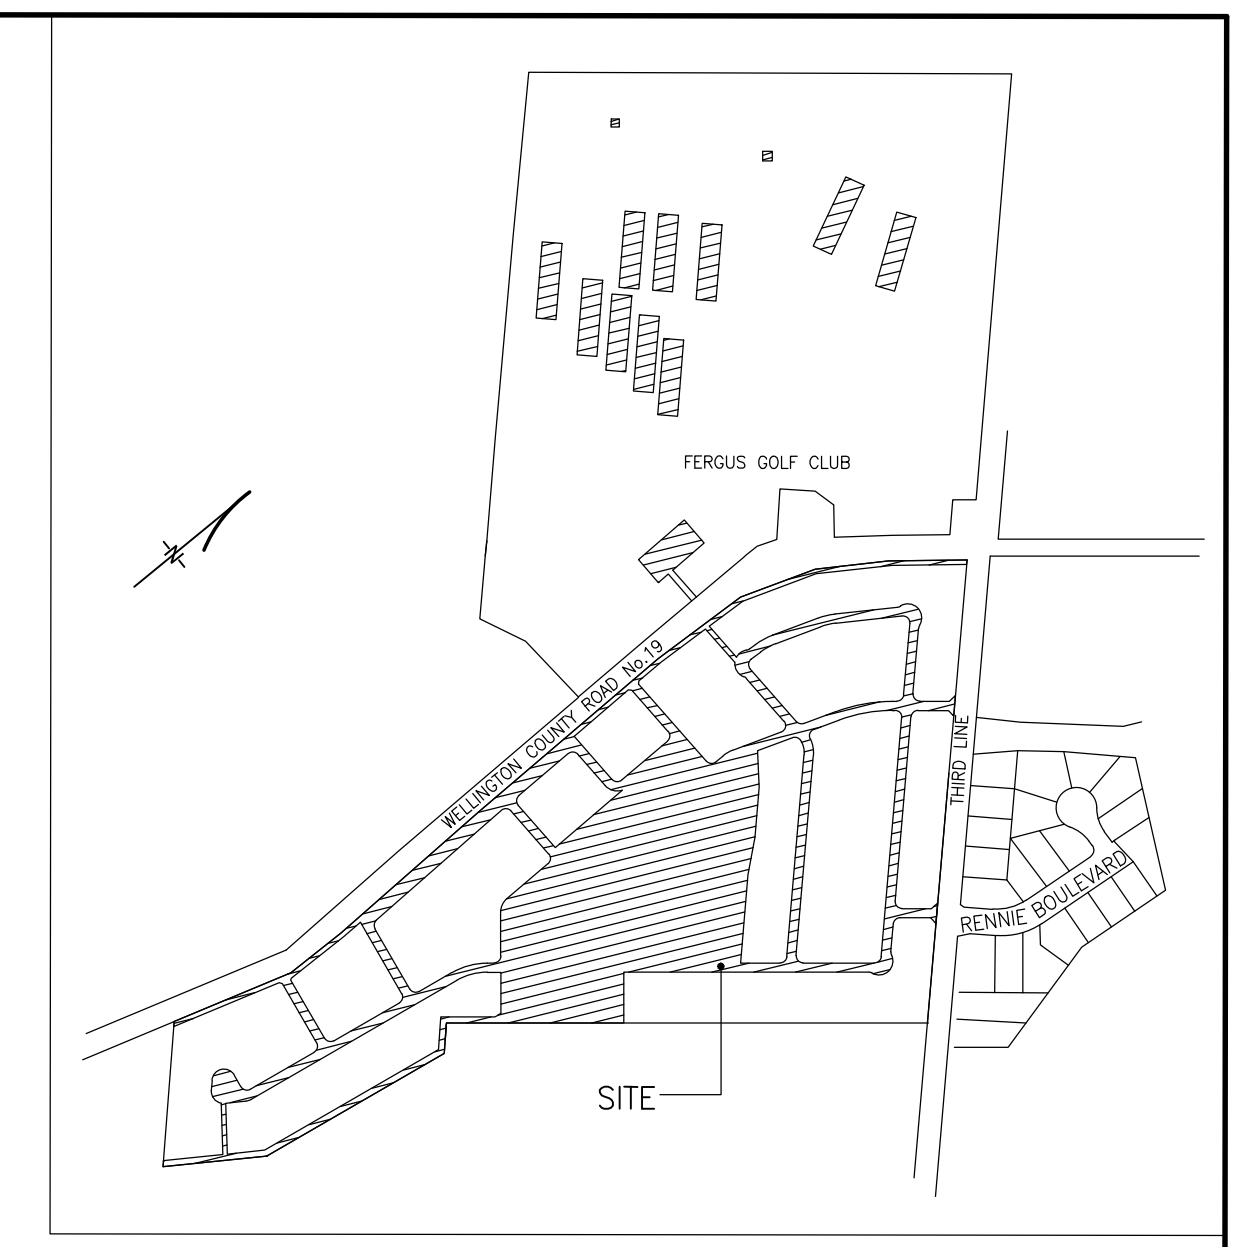 FERGUS GOLF CLUB
N
WELLINGTON COUNTY ROAD No.19
THIRD LINE
RENNIE BOULEVARD
SITE